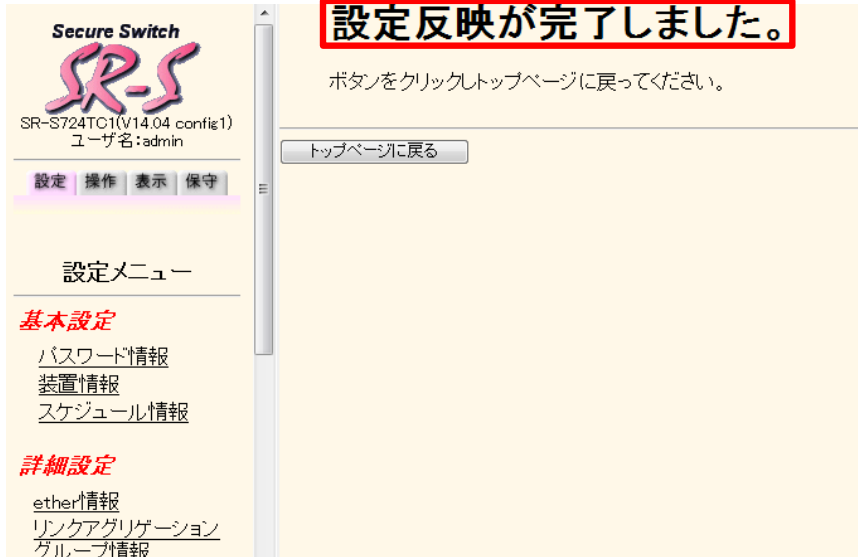 Secure Switch
SR-S
SR-S724TC1(V14.04 config1)
ユーザ名:admin
設定 操作 表示 保守
設定メニュー
基本設定
パスワード情報
装置情報
スケジュール情報
詳細設定
ether情報
リンクアグリゲーション
グループ情報
設定反映が完了しました。
ボタンをクリックしトップページに戻ってください。
トップページに戻る